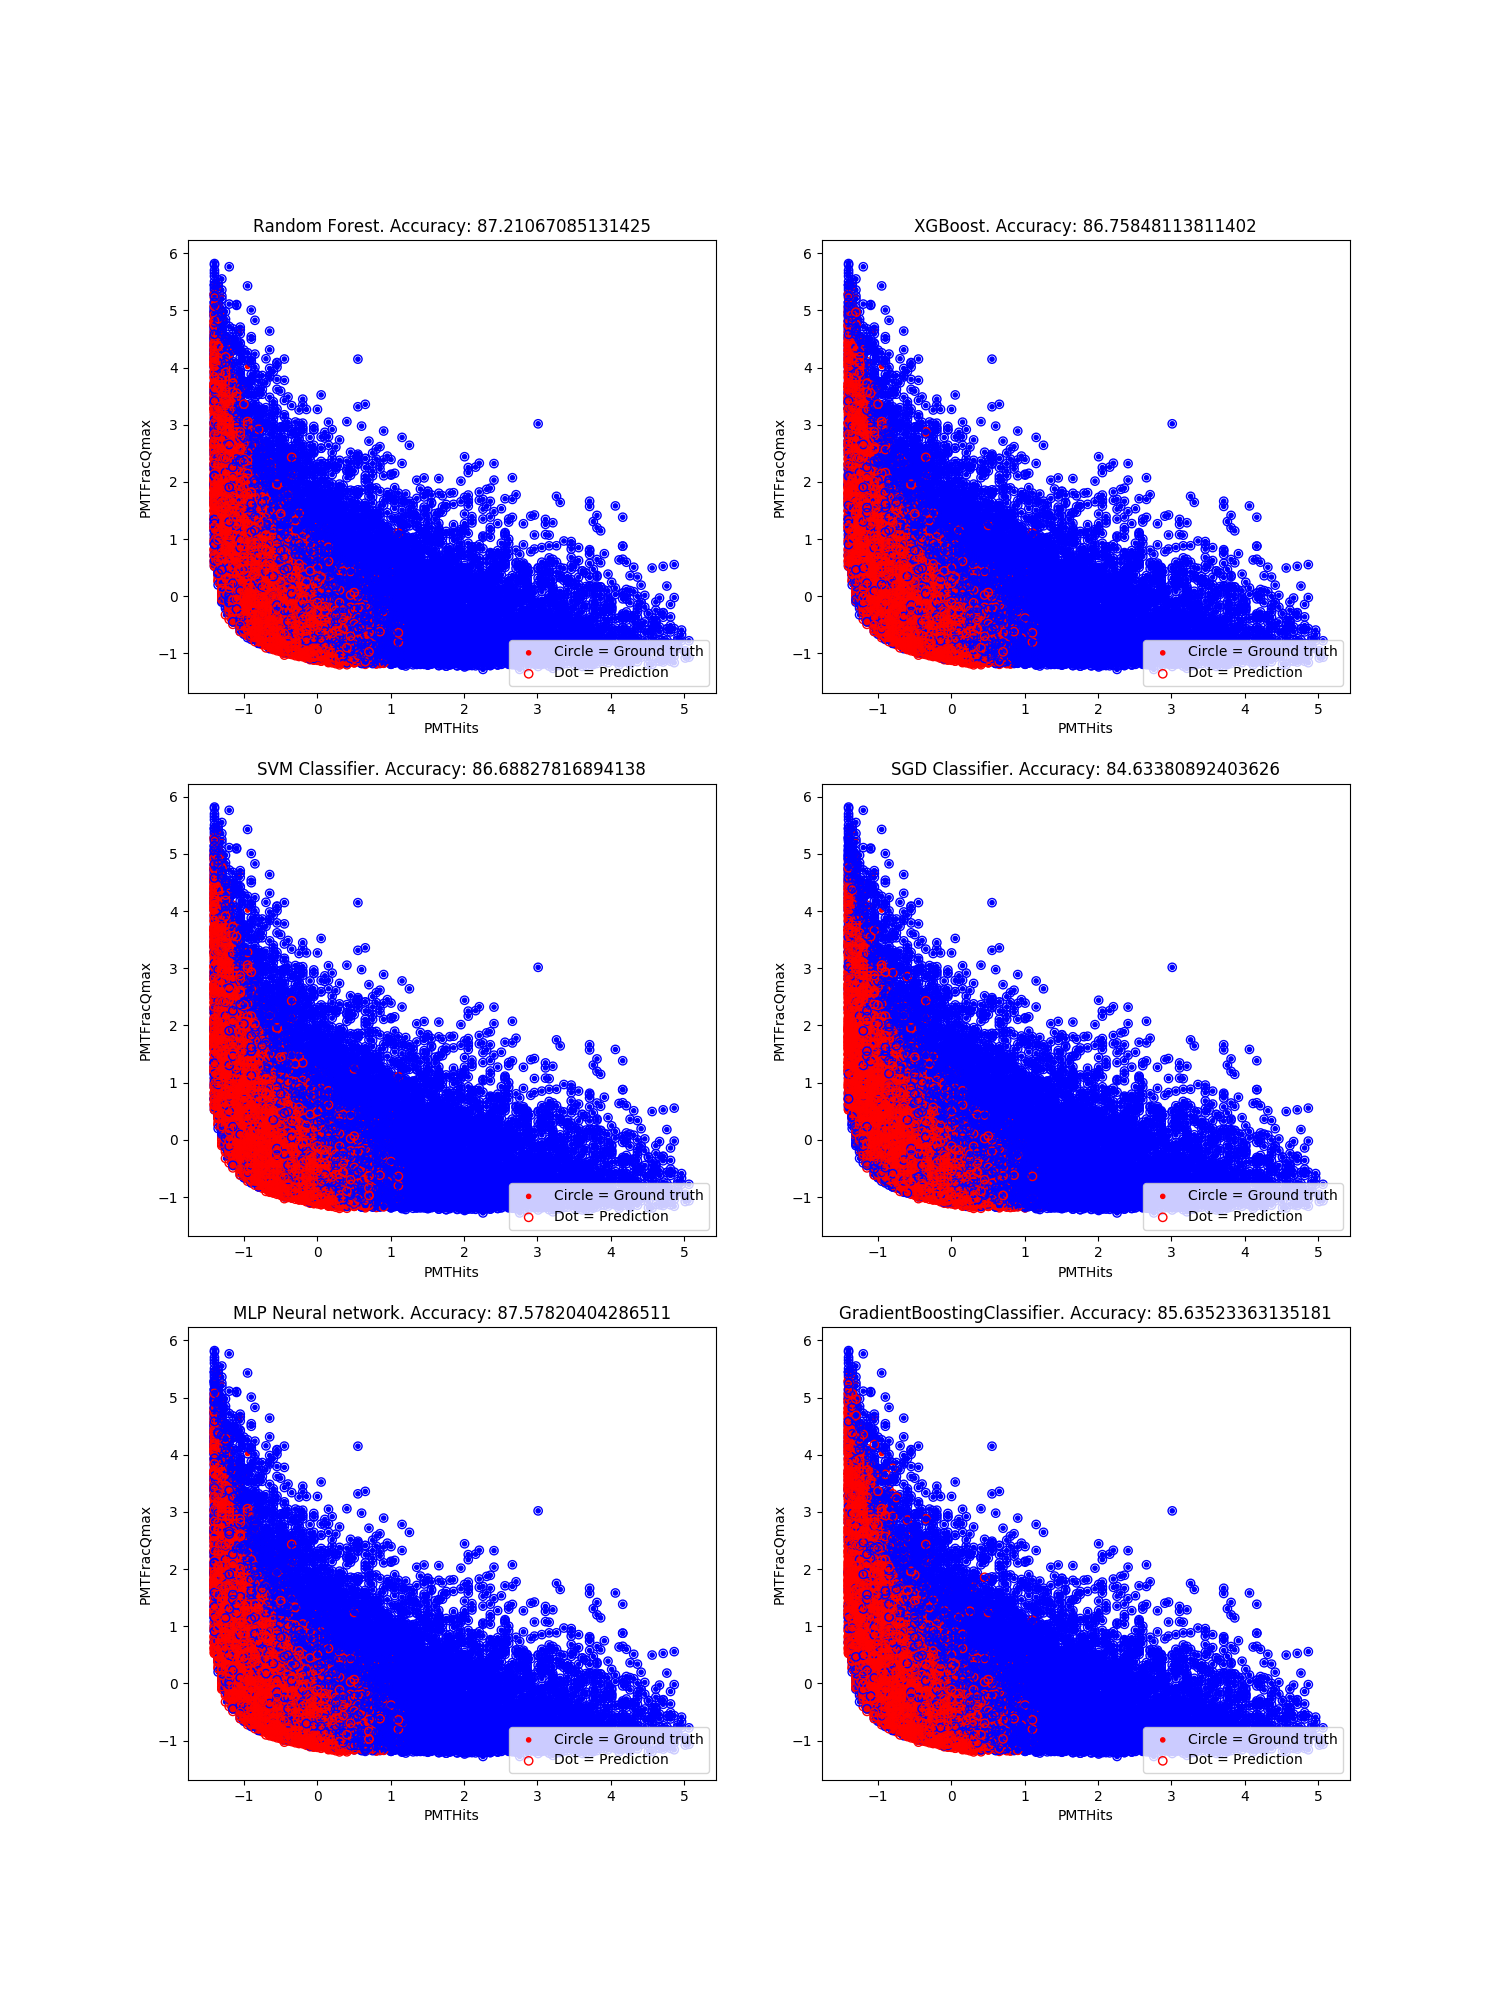 Random Forest. Accuracy: 87.21067085131425
6
5
4
3
2
1
0
−1
PMTFracQmax
Circle = Ground truth
Dot = Prediction
−1 0 1 2 3 4 5
PMTHits
XGBoost. Accuracy: 86.75848113811402
6
5
4
3
2
1
0
−1
PMTFracQmax
Circle = Ground truth
Dot = Prediction
−1 0 1 2 3 4 5
PMTHits
SVM Classifier. Accuracy: 86.68827816894138
6
5
4
3
2
1
0
−1
PMTFracQmax
Circle = Ground truth
Dot = Prediction
−1 0 1 2 3 4 5
PMTHits
SGD Classifier. Accuracy: 84.63380892403626
6
5
4
3
2
1
0
−1
PMTFracQmax
Circle = Ground truth
Dot = Prediction
−1 0 1 2 3 4 5
PMTHits
MLP Neural network. Accuracy: 87.57820404286511
6
5
4
3
2
1
0
−1
PMTFracQmax
Circle = Ground truth
Dot = Prediction
−1 0 1 2 3 4 5
PMTHits
GradientBoostingClassifier. Accuracy: 85.63523363135181
6
5
4
3
2
1
0
−1
PMTFracQmax
Circle = Ground truth
Dot = Prediction
−1 0 1 2 3 4 5
PMTHits